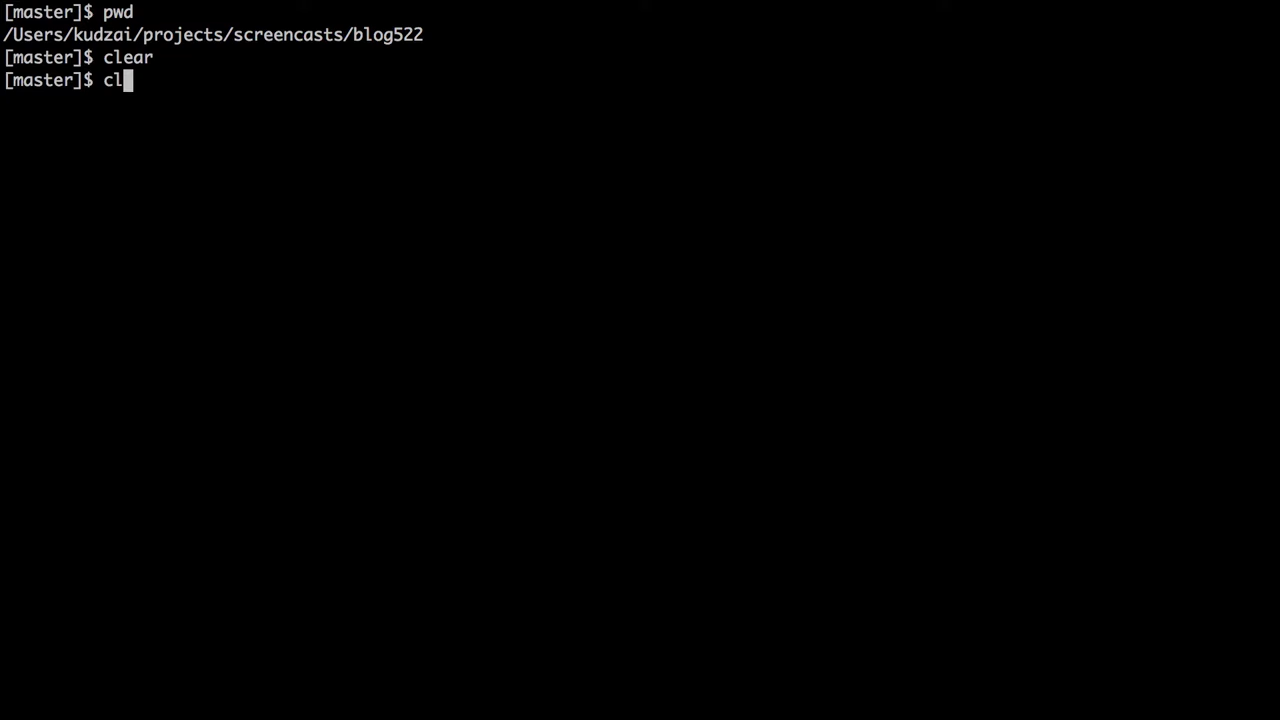 [master]$ pwd
/Users/kudzai/projects/screencasts/blog522
[master]$ clear
[master]$ cl